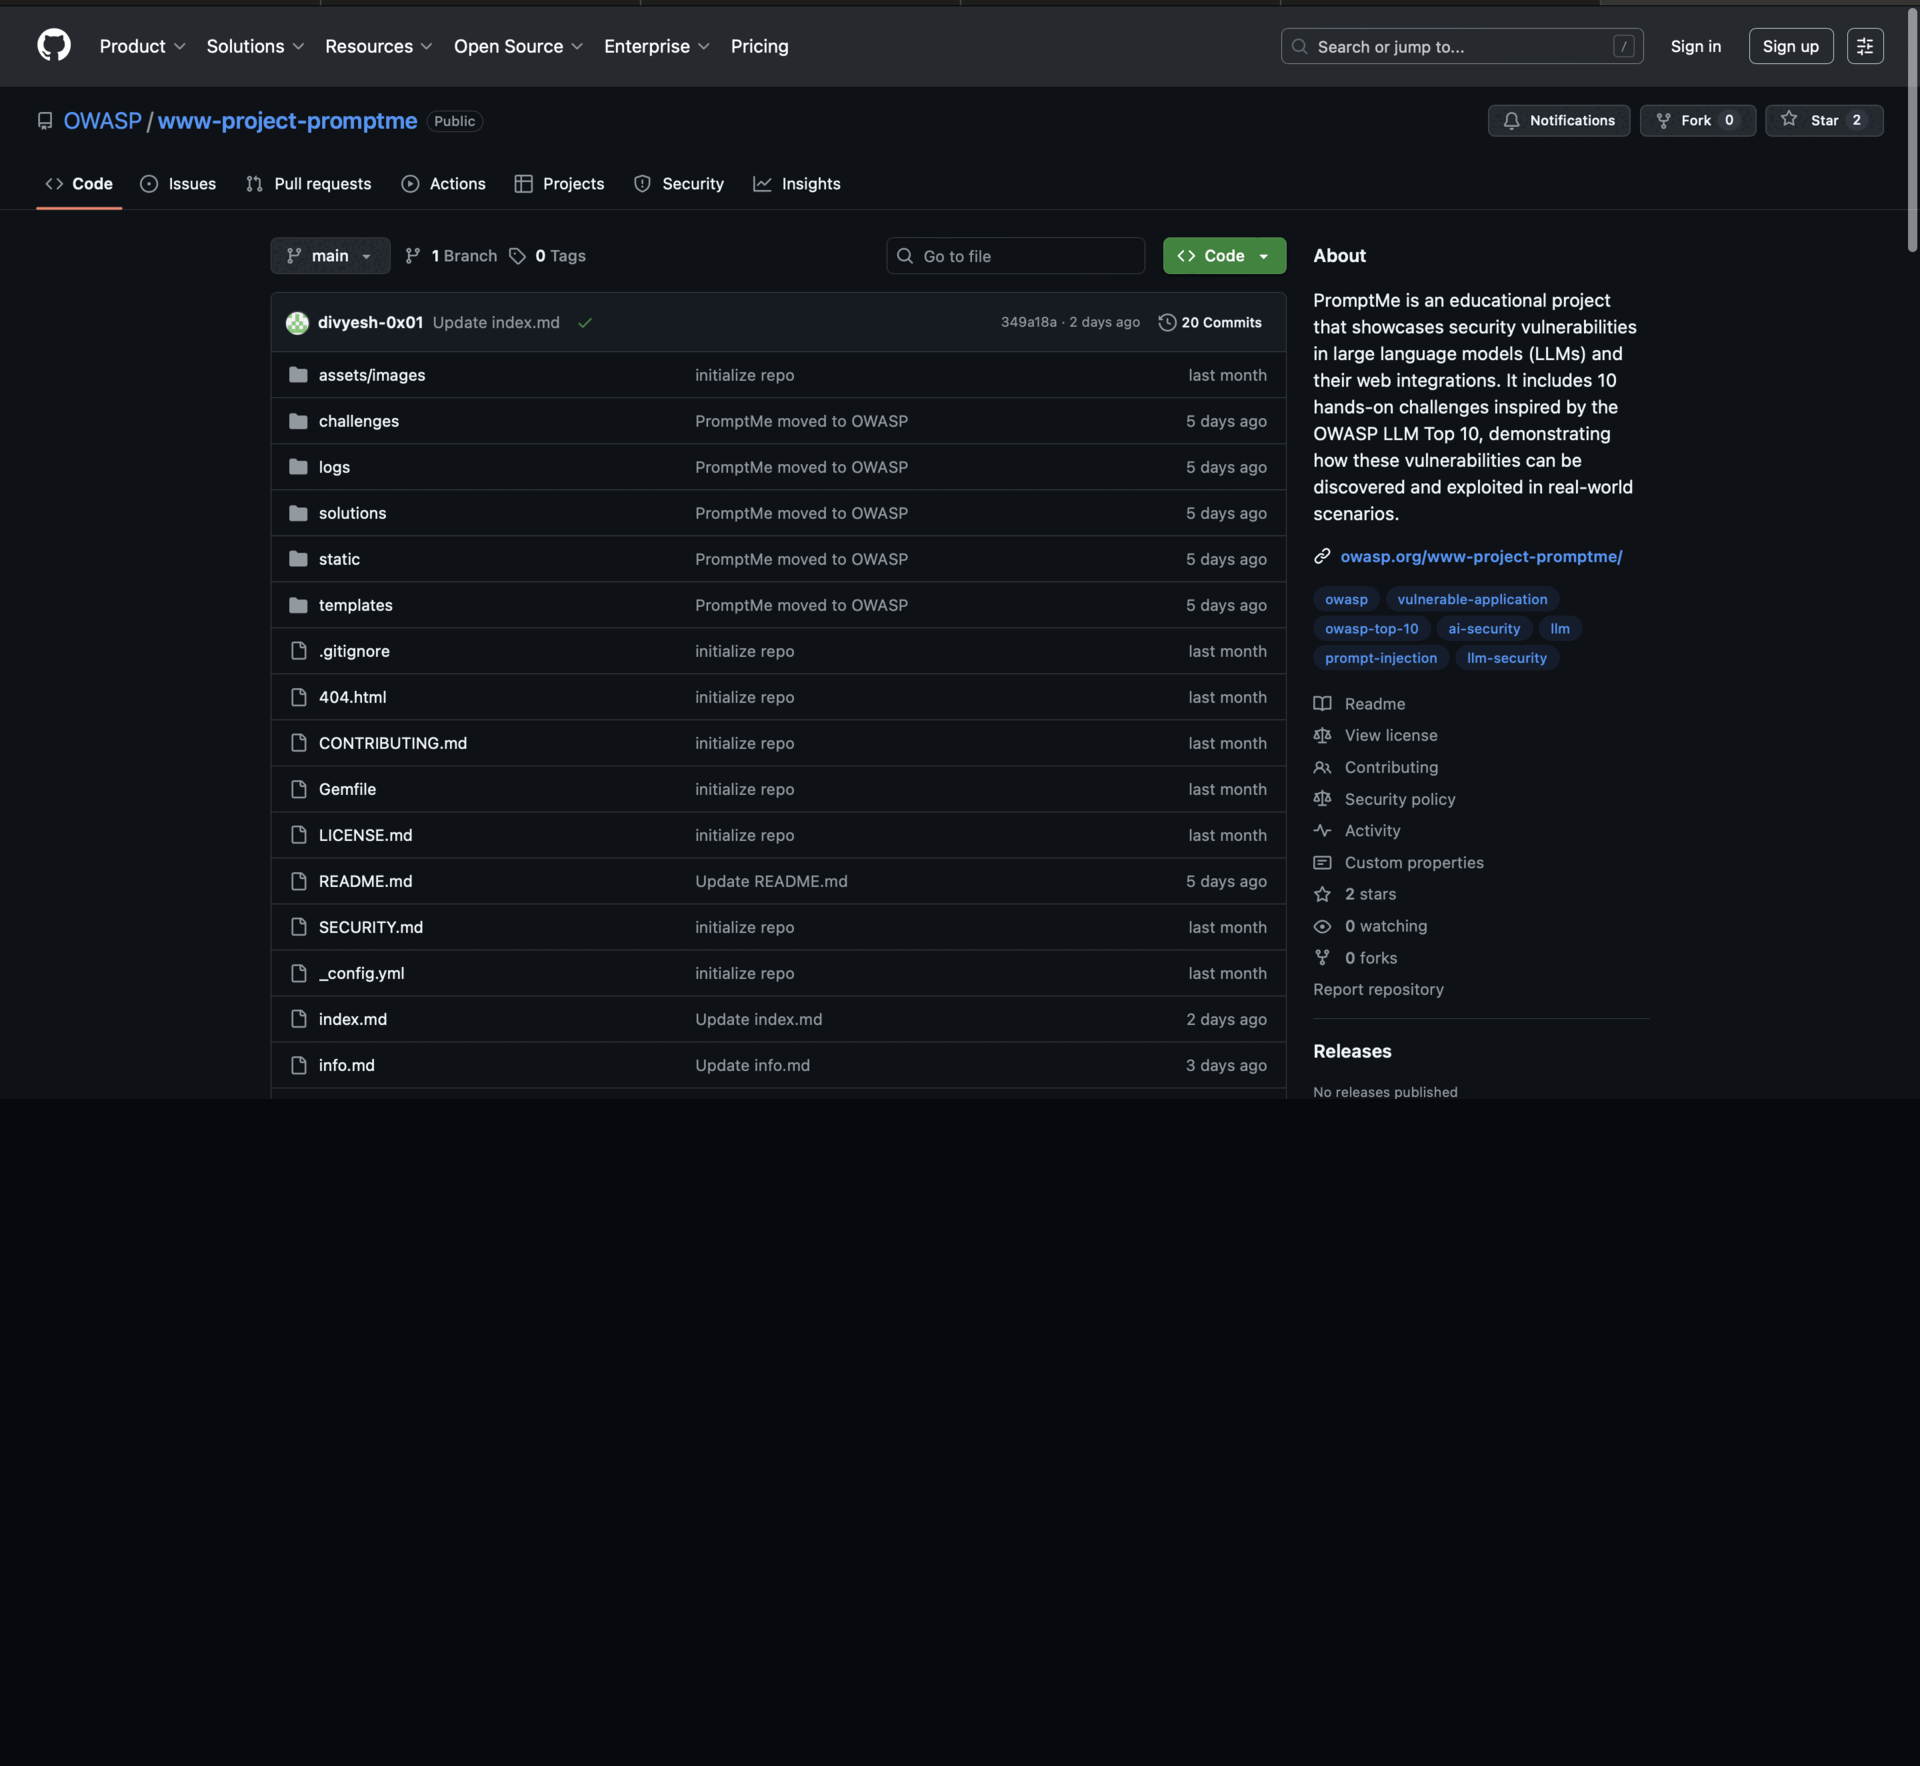 Product Solutions Resources Open Source Enterprise Pricing Search or jump to... / Sign in Sign up
OWASP / www-project-promptme Public Notifications Fork 0 Star 2
Code Issues Pull requests Actions Projects Security Insights
main 1 Branch 0 Tags Go to file Code
divyesh-0x01 Update index.md 349a18a · 2 days ago 20 Commits
assets/images initialize repo last month
challenges PromptMe moved to OWASP 5 days ago
logs PromptMe moved to OWASP 5 days ago
solutions PromptMe moved to OWASP 5 days ago
static PromptMe moved to OWASP 5 days ago
templates PromptMe moved to OWASP 5 days ago
.gitignore initialize repo last month
404.html initialize repo last month
CONTRIBUTING.md initialize repo last month
Gemfile initialize repo last month
LICENSE.md initialize repo last month
README.md Update README.md 5 days ago
SECURITY.md initialize repo last month
_config.yml initialize repo last month
index.md Update index.md 2 days ago
info.md Update info.md 3 days ago
About
PromptMe is an educational project
that showcases security vulnerabilities
in large language models (LLMs) and
their web integrations. It includes 10
hands-on challenges inspired by the
OWASP LLM Top 10, demonstrating
how these vulnerabilities can be
discovered and exploited in real-world
scenarios.
owasp.org/www-project-promptme/
owasp vulnerable-application
owasp-top-10 ai-security llm
prompt-injection llm-security
Readme
View license
Contributing
Security policy
Activity
Custom properties
2 stars
0 watching
0 forks
Report repository
Releases
No releases published